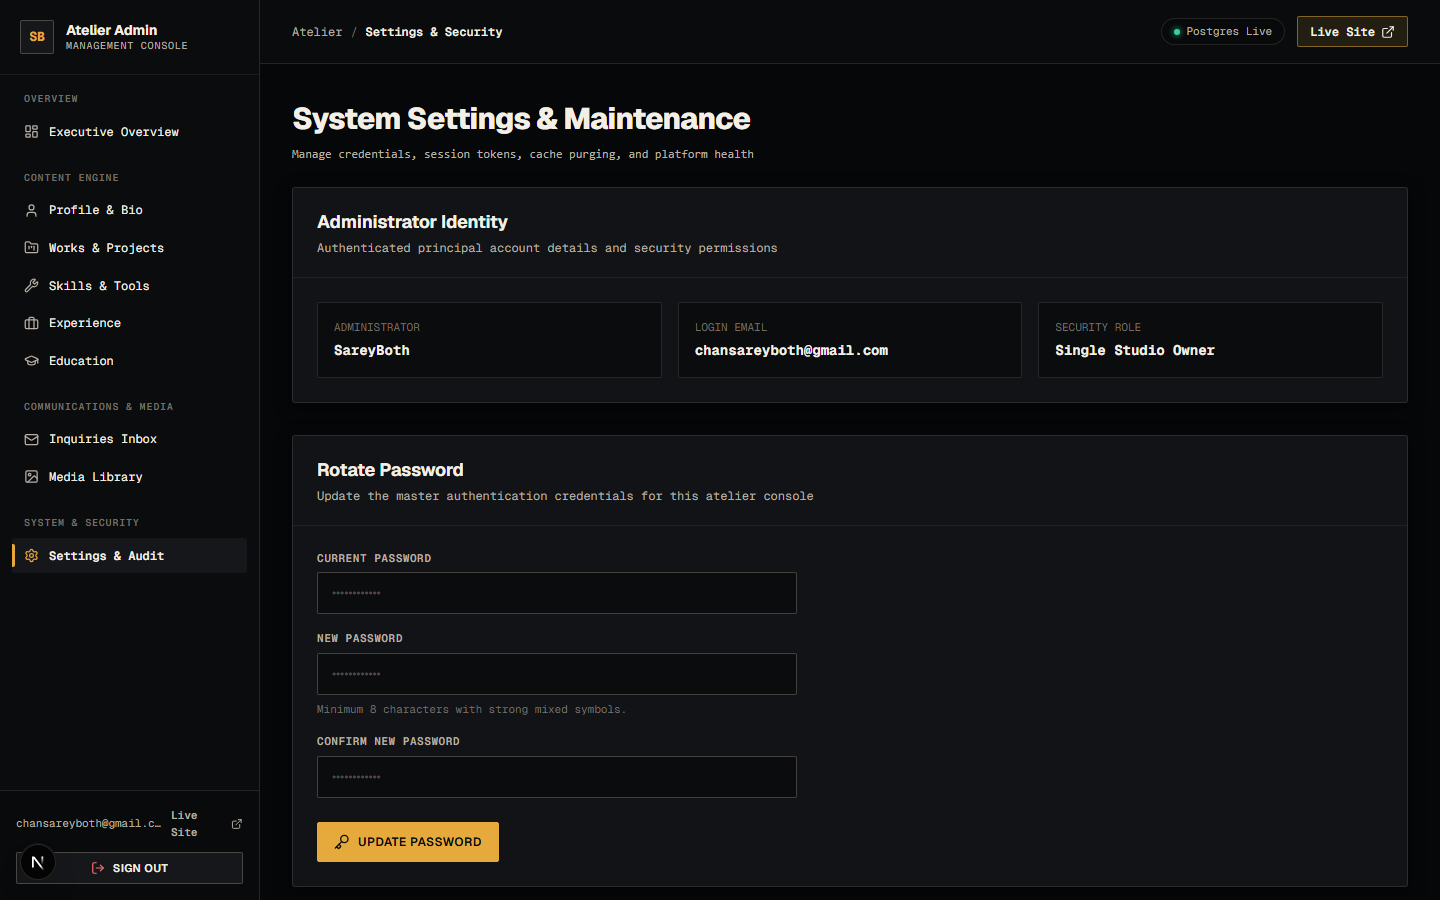 SB
Atelier Admin
MANAGEMENT CONSOLE
OVERVIEW
Executive Overview
CONTENT ENGINE
Profile & Bio
Works & Projects
Skills & Tools
Experience
Education
COMMUNICATIONS & MEDIA
Inquiries Inbox
Media Library
SYSTEM & SECURITY
Settings & Audit
chansareyboth@gmail.c…
Live
Site
N
SIGN OUT
Atelier / Settings & Security
Postgres Live
Live Site
System Settings & Maintenance
Manage credentials, session tokens, cache purging, and platform health
Administrator Identity
Authenticated principal account details and security permissions
ADMINISTRATOR
SareyBoth
LOGIN EMAIL
chansareyboth@gmail.com
SECURITY ROLE
Single Studio Owner
Rotate Password
Update the master authentication credentials for this atelier console
CURRENT PASSWORD
••••••••••••
NEW PASSWORD
••••••••••••
Minimum 8 characters with strong mixed symbols.
CONFIRM NEW PASSWORD
••••••••••••
UPDATE PASSWORD